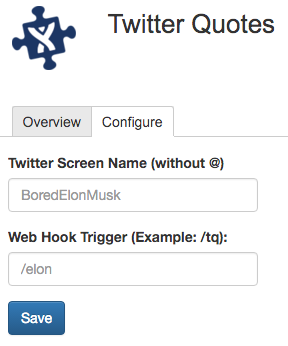 Twitter Quotes
Overview
Configure
Twitter Screen Name (without @)
BoredElonMusk
Web Hook Trigger (Example: /tq):
/elon
Save